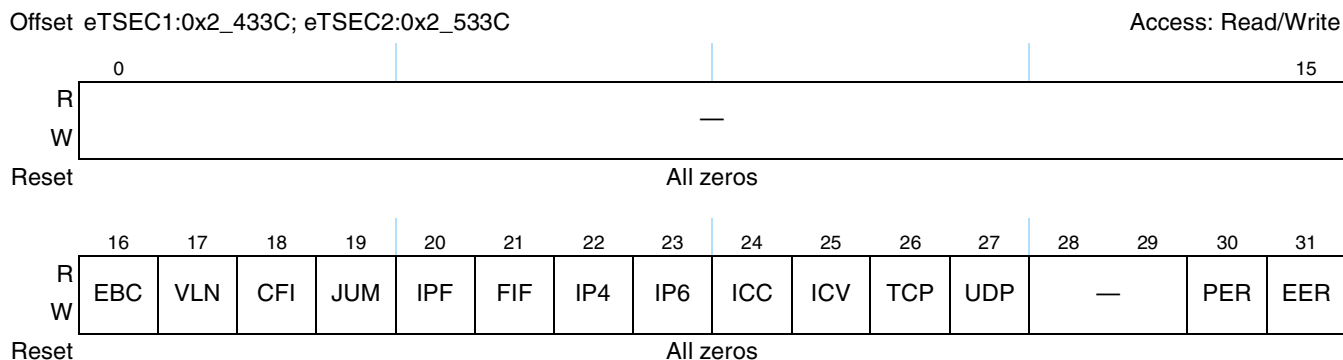 Offset eTSEC1:0x2_433C; eTSEC2:0x2_533C Access: Read/Write
0 15
R
—
W
Reset All zeros
16 17 18 19 20 21 22 23 24 25 26 27 28 29 30 31
R
EBC VLN CFI JUM IPF FIF IP4 IP6 ICC ICV TCP UDP — PER EER
W
Reset All zeros